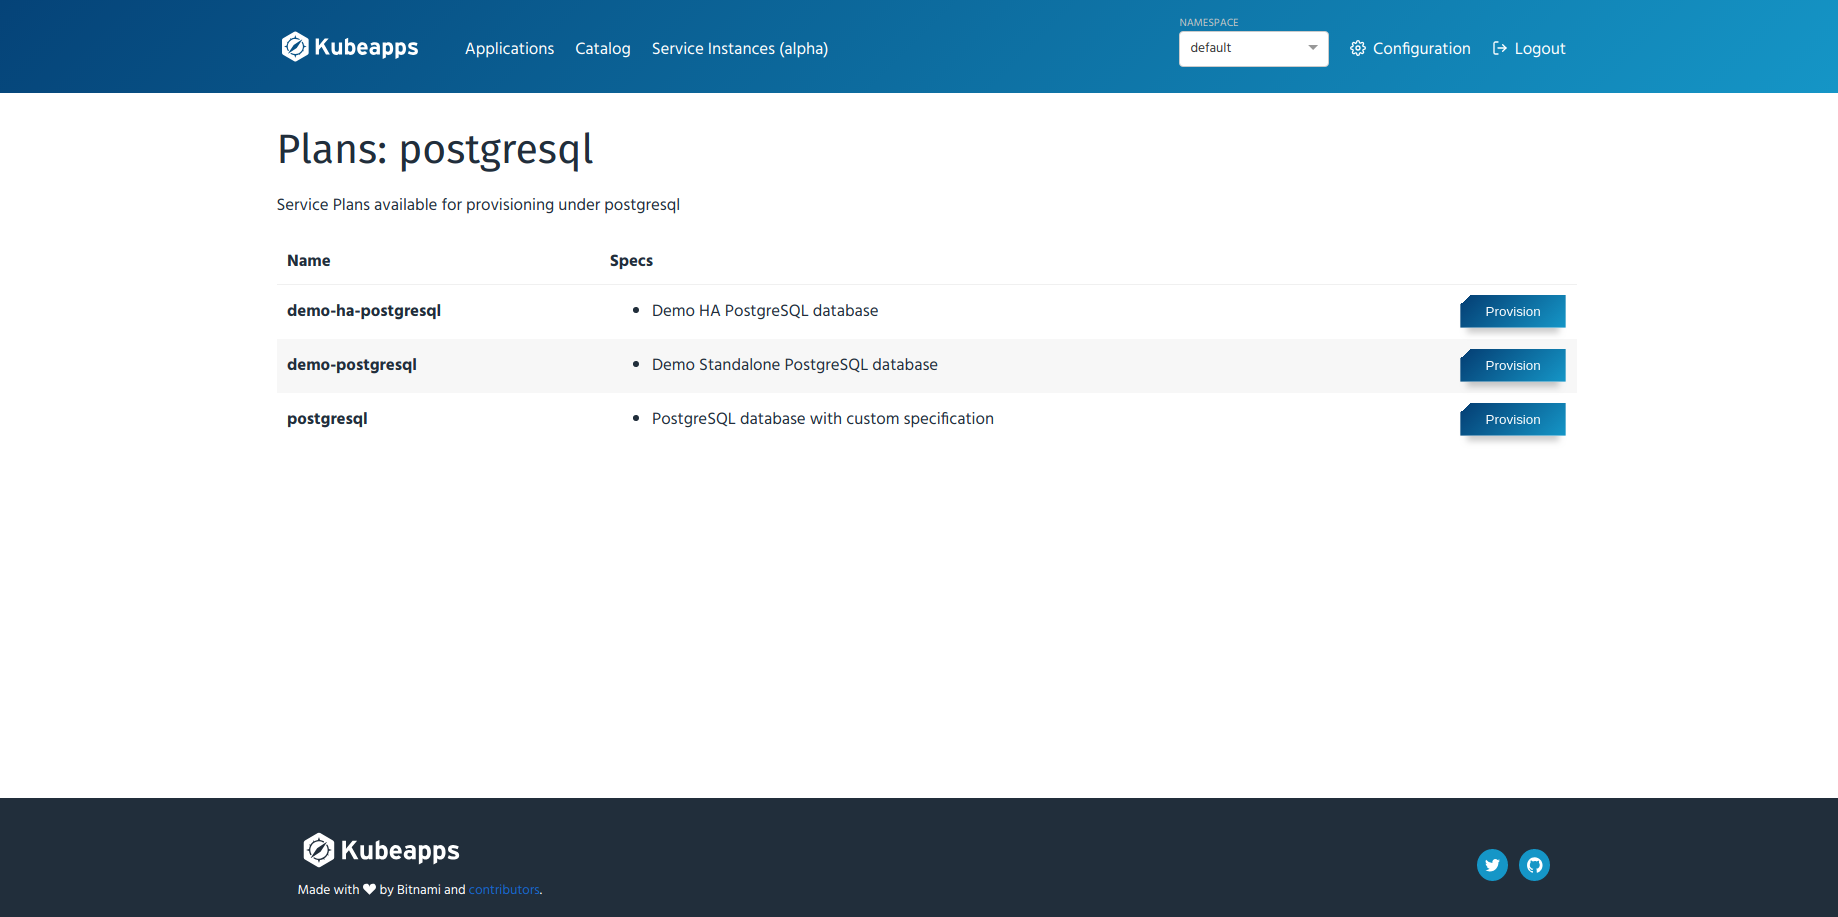 Kubeapps Applications Catalog Service Instances (alpha) NAMESPACE default Configuration Logout
Plans: postgresql
Service Plans available for provisioning under postgresql
Name Specs
demo-ha-postgresql • Demo HA PostgreSQL database Provision
demo-postgresql • Demo Standalone PostgreSQL database Provision
postgresql • PostgreSQL database with custom specification Provision
Kubeapps
Made with ♥ by Bitnami and contributors.